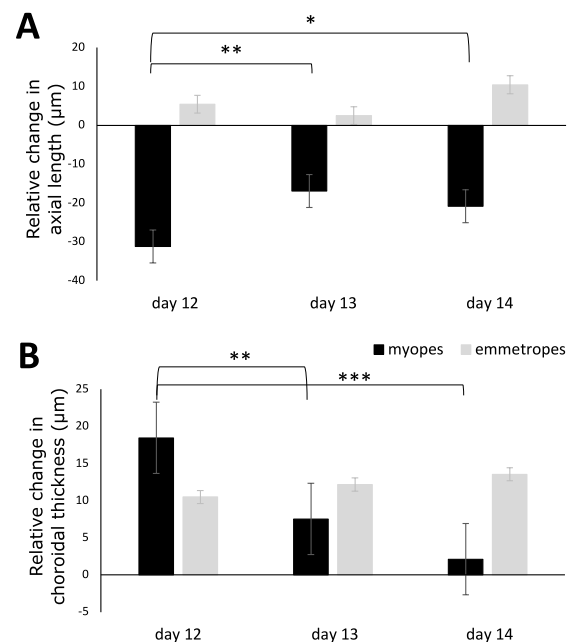 A
*
**
Relative change in
axial length (µm)
20
10
0
-10
-20
-30
-40
day 12
day 13
day 14
B
myopes
emmetropes
**
***
Relative change in
choroidal thickness (µm)
25
20
15
10
5
0
-5
day 12
day 13
day 14